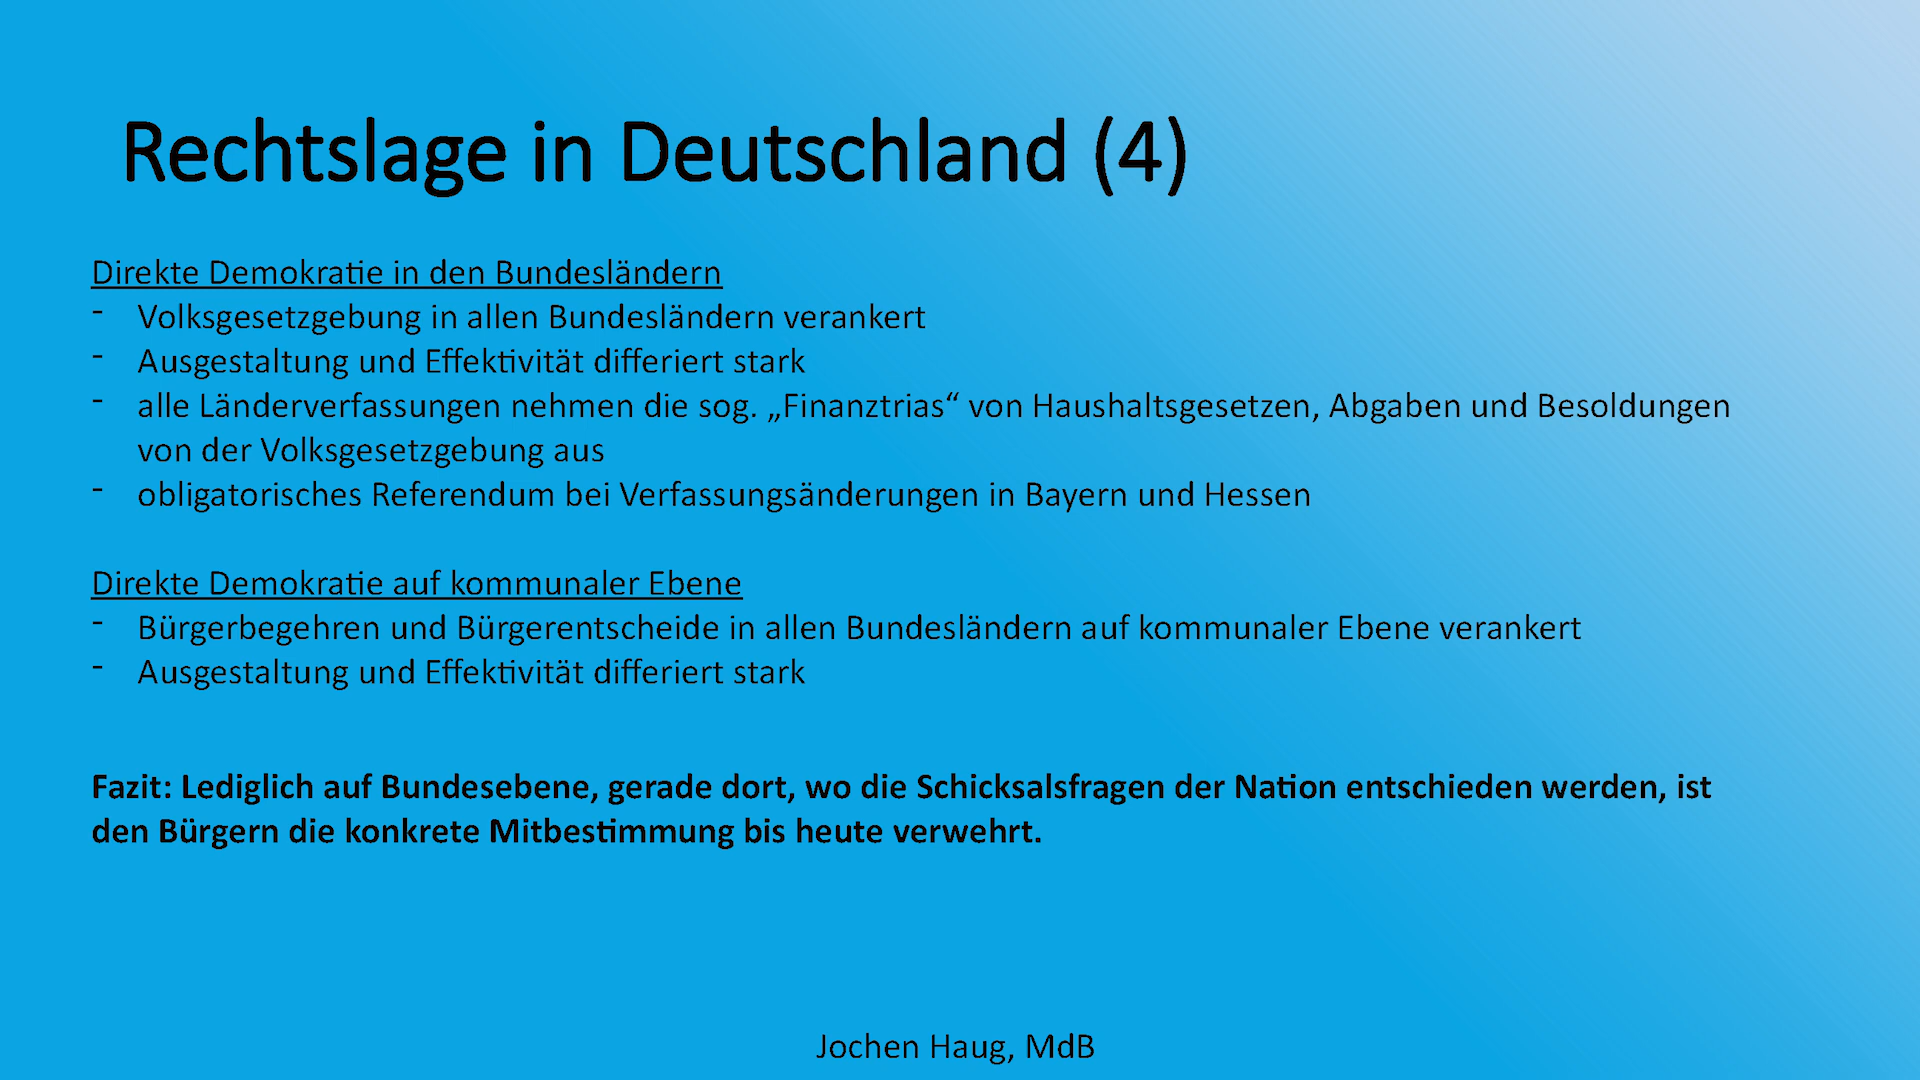 Rechtslage in Deutschland (4)
Direkte Demokratie in den Bundesländern
- Volksgesetzgebung in allen Bundesländern verankert
- Ausgestaltung und Effektivität differiert stark
- alle Länderverfassungen nehmen die sog. „Finanztrias“ von Haushaltsgesetzen, Abgaben und Besoldungen
von der Volksgesetzgebung aus
- obligatorisches Referendum bei Verfassungsänderungen in Bayern und Hessen
Direkte Demokratie auf kommunaler Ebene
- Bürgerbegehren und Bürgerentscheide in allen Bundesländern auf kommunaler Ebene verankert
- Ausgestaltung und Effektivität differiert stark
Fazit: Lediglich auf Bundesebene, gerade dort, wo die Schicksalsfragen der Nation entschieden werden, ist
den Bürgern die konkrete Mitbestimmung bis heute verwehrt.
Jochen Haug, MdB